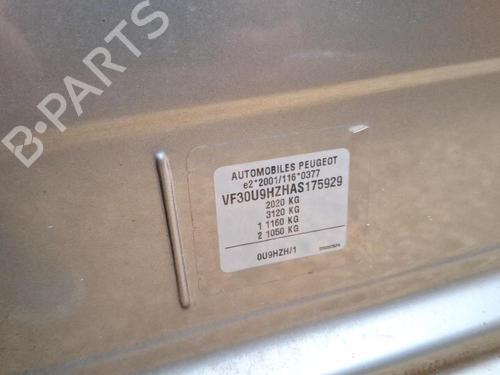 B-PARTS
AUTOMOBILES PEUGEOT
e2*2001/116*0377
VF30U9HZHAS175929
2020 KG
3120 KG
1 1160 KG
2 1050 KG
0U9HZH/1